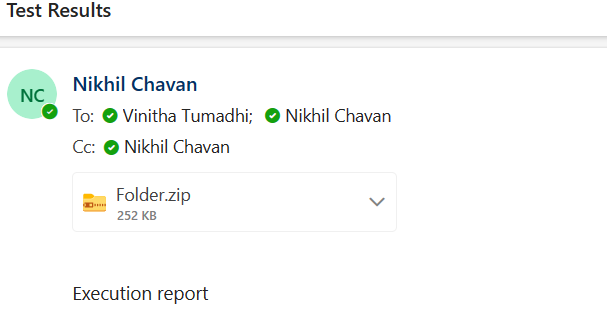 Test Results
NC
Nikhil Chavan
To: Vinitha Tumadhi; Nikhil Chavan
Cc: Nikhil Chavan
Folder.zip
252 KB
Execution report